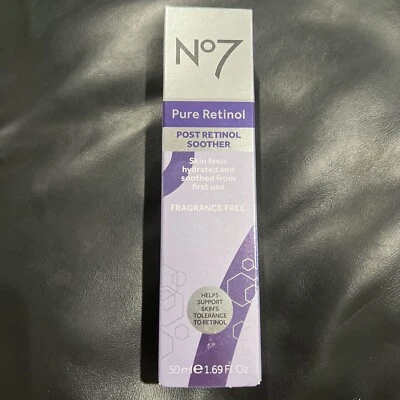 No7
Pure Retinol
POST RETINOL
SOOTHER
Skin feels
hydrated and
soothed from
first use
FRAGRANCE FREE
HELPS
SUPPORT
SKIN'S
TOLERANCE
TO RETINOL
50 ml℮ 1.69 Fl. Oz.